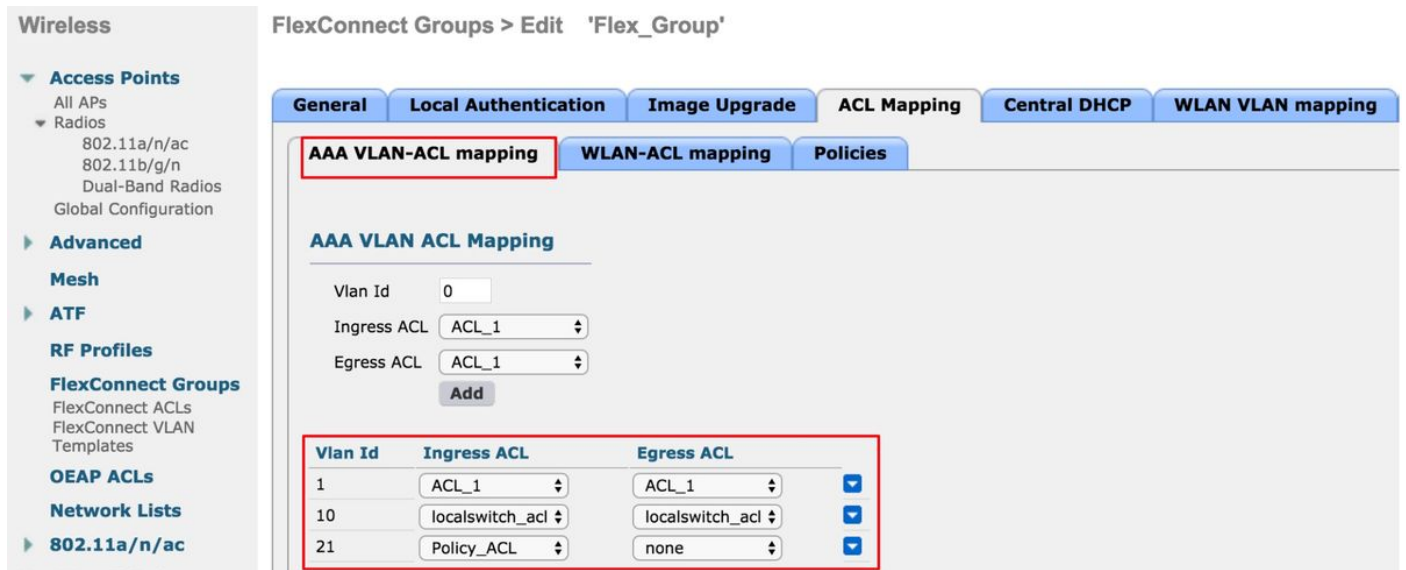 Wireless
Access Points
All APs
Radios
802.11a/n/ac
802.11b/g/n
Dual-Band Radios
Global Configuration
Advanced
Mesh
ATF
RF Profiles
FlexConnect Groups
FlexConnect ACLs
FlexConnect VLAN
Templates
OEAP ACLs
Network Lists
802.11a/n/ac
FlexConnect Groups > Edit 'Flex_Group'
General Local Authentication Image Upgrade ACL Mapping Central DHCP WLAN VLAN mapping
AAA VLAN-ACL mapping WLAN-ACL mapping Policies
AAA VLAN ACL Mapping
Vlan Id 0
Ingress ACL ACL_1
Egress ACL ACL_1
Add
Vlan Id Ingress ACL Egress ACL
1 ACL_1 ACL_1
10 localswitch_acl localswitch_acl
21 Policy_ACL none